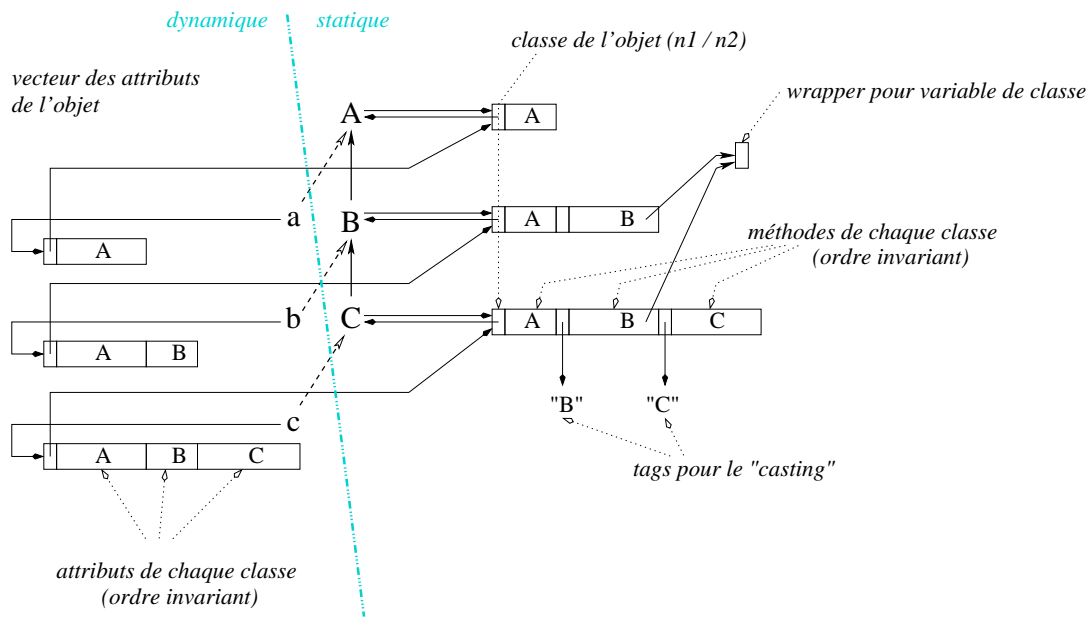 dynamique
statique
classe de l'objet (n1 / n2)
vecteur des attributs
de l'objet
wrapper pour variable de classe
A
A
a
B
A
B
A
méthodes de chaque classe
(ordre invariant)
b
C
A
B
C
A
B
"B"
"C"
c
A
B
C
tags pour le "casting"
attributs de chaque classe
(ordre invariant)